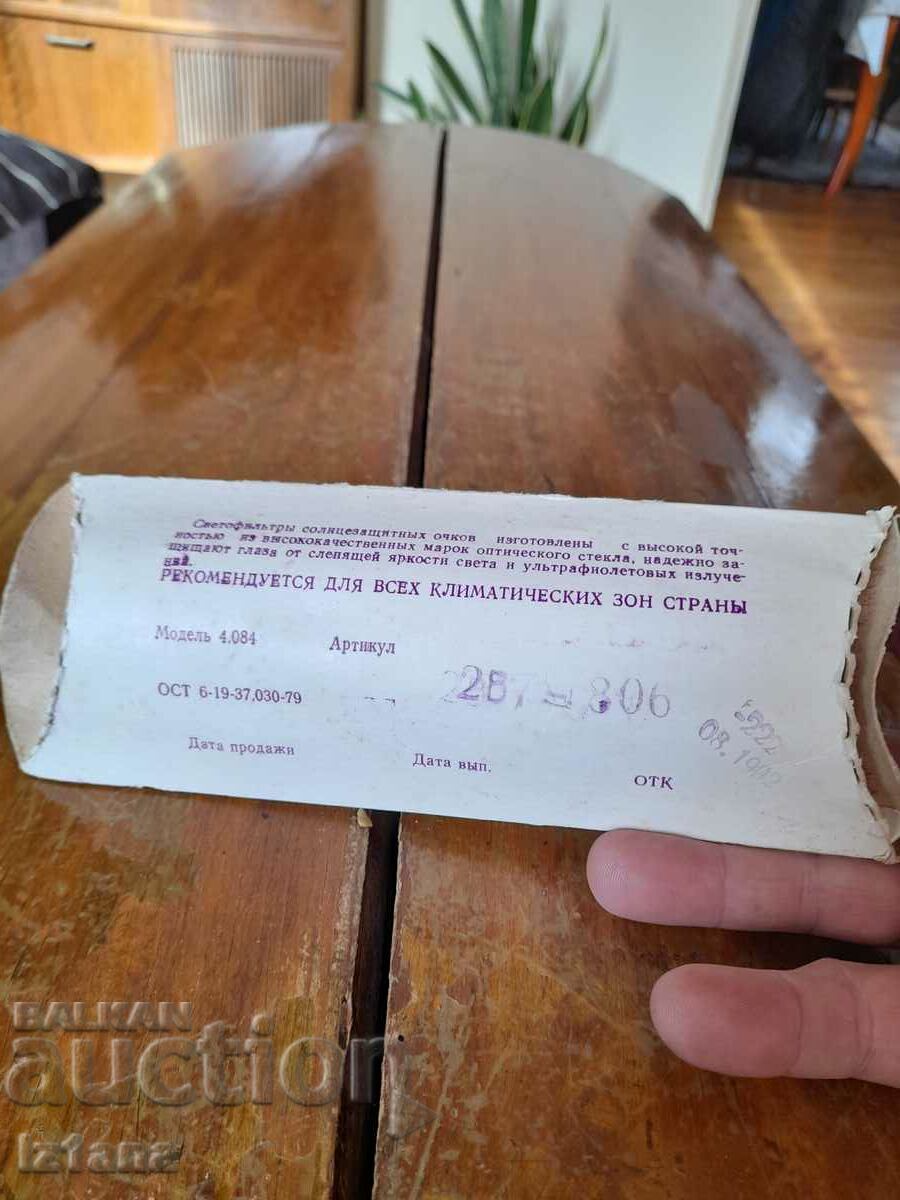 Светофильтры солнцезащитных очков изготовлены с высокой точ-
ностью из высококачественных марок оптического стекла, надежно за-
щищают глаза от слепящей яркости света и ультрафиолетовых излуче-
ний.
РЕКОМЕНДУЕТСЯ ДЛЯ ВСЕХ КЛИМАТИЧЕСКИХ ЗОН СТРАНЫ
Модель 4.084 Артикул
ОСТ 6-19-37,030-79
806
Дата продажи Дата вып. ОТК
BALKAN
auction
Izfana